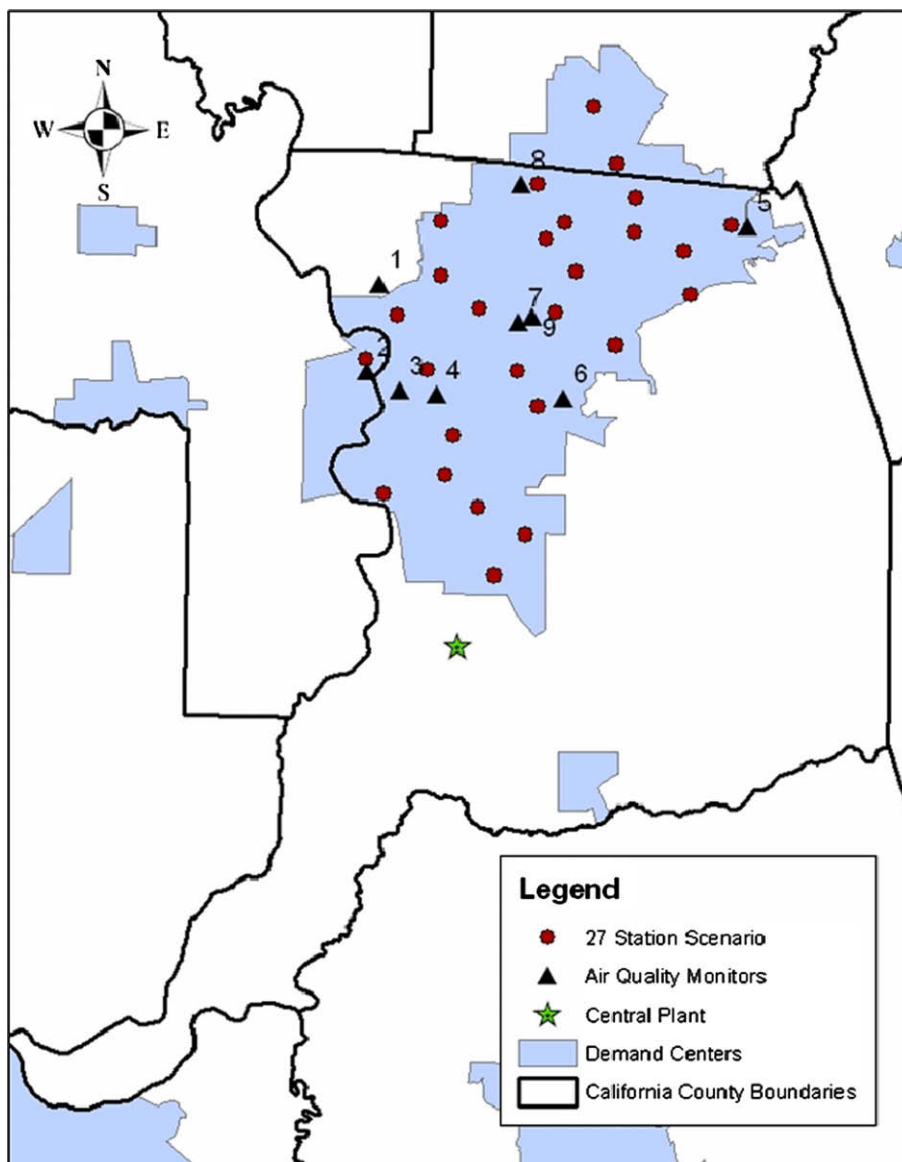 N
W E
S
8
5
1
7
9
2
3
4
6
Legend
27 Station Scenario
Air Quality Monitors
Central Plant
Demand Centers
California County Boundaries